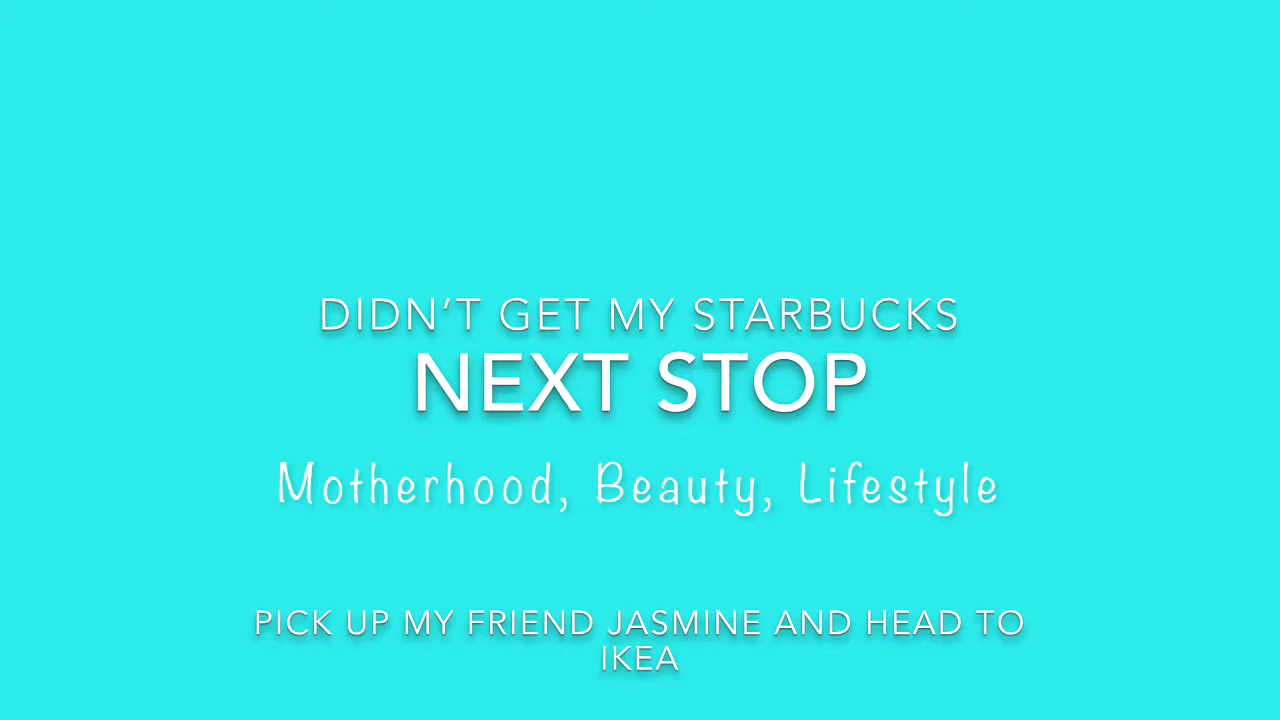 DIDN'T GET MY STARBUCKS
NEXT STOP
Motherhood, Beauty, Lifestyle
PICK UP MY FRIEND JASMINE AND HEAD TO
IKEA